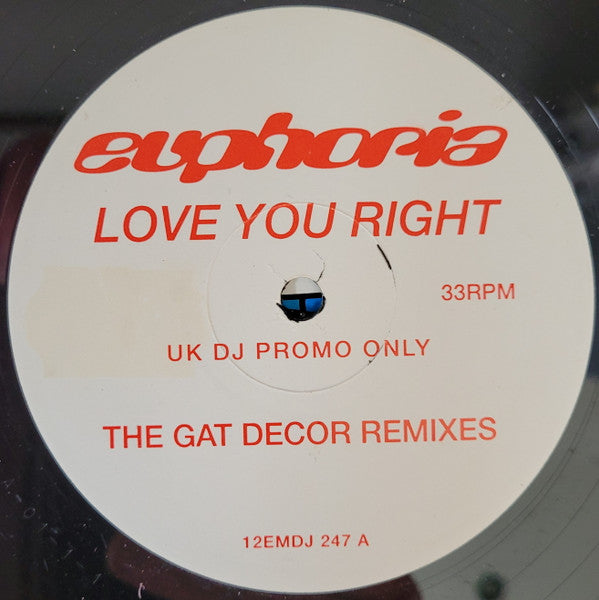 euphoria
LOVE YOU RIGHT
33RPM
UK DJ PROMO ONLY
THE GAT DECOR REMIXES
12EMDJ 247 A